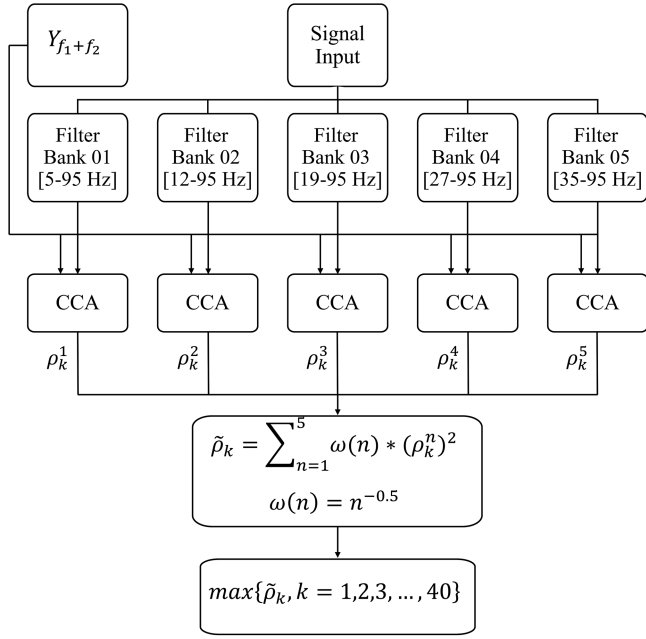 Y_{f_1+f_2}
Signal
Input
Filter
Bank 01
[5-95 Hz]
Filter
Bank 02
[12-95 Hz]
Filter
Bank 03
[19-95 Hz]
Filter
Bank 04
[27-95 Hz]
Filter
Bank 05
[35-95 Hz]
CCA
CCA
CCA
CCA
CCA
ρ_k^1
ρ_k^2
ρ_k^3
ρ_k^4
ρ_k^5
ρ̃_k = ∑_{n=1}^5 ω(n) * (ρ_k^n)^2
ω(n) = n^{-0.5}
max{ρ̃_k, k = 1,2,3, ..., 40}